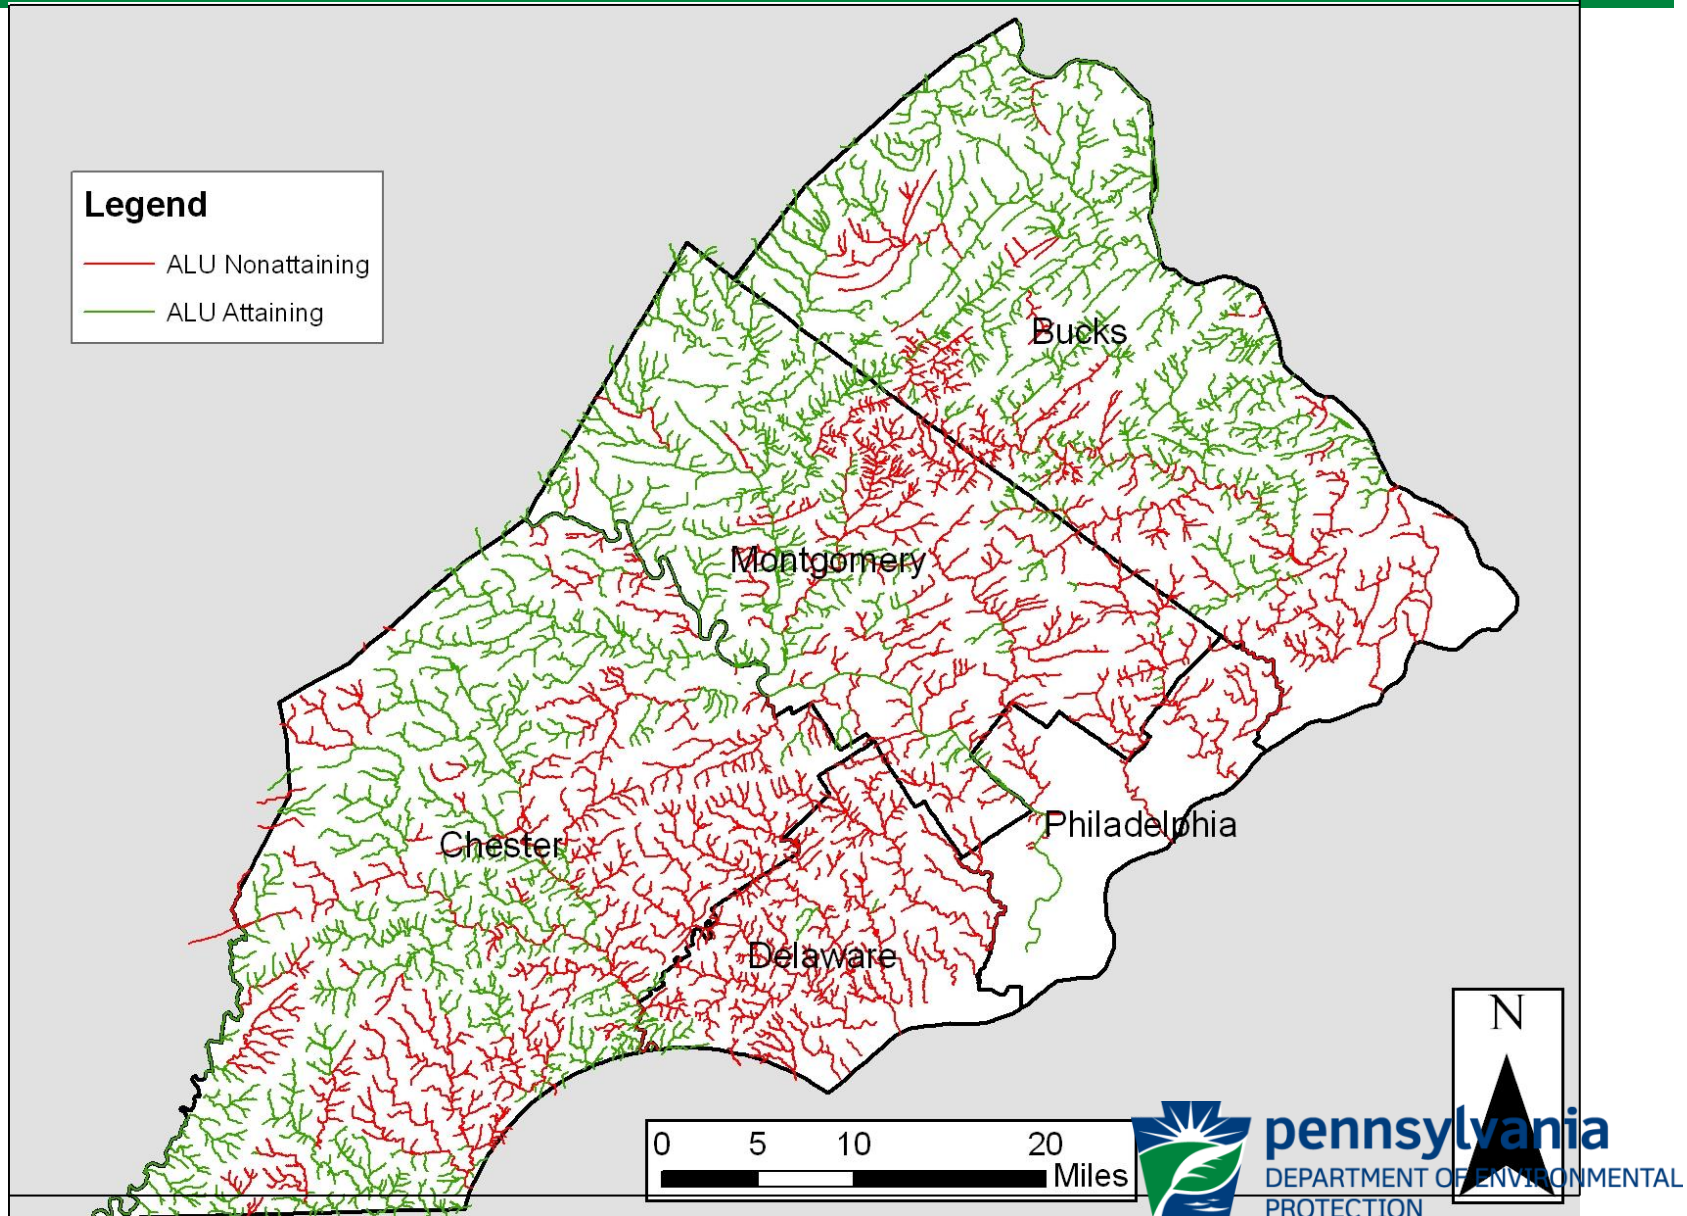 Legend
ALU Nonattaining
ALU Attaining
Bucks
Montgomery
Philadelphia
Chester
Delaware
N
0 5 10 20
Miles
pennsylvania
DEPARTMENT OF ENVIRONMENTAL
PROTECTION